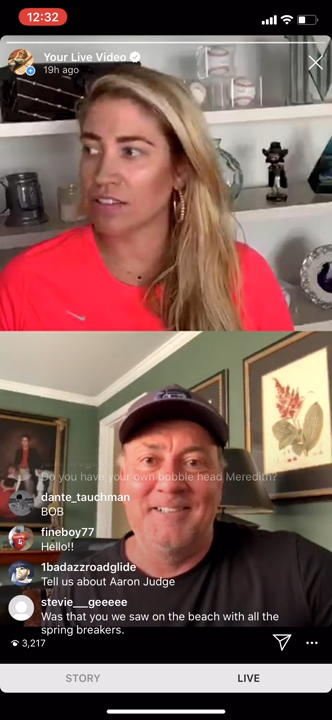 12:32
Your Live Video
19h ago
Do you have your own bobble head Meredith?
dante_tauchman
BOB
fineboy77
Hello!!
1badazzroadglide
Tell us about Aaron Judge
stevie___geeeee
Was that you we saw on the beach with all the
spring breakers.
3,217
STORY
LIVE